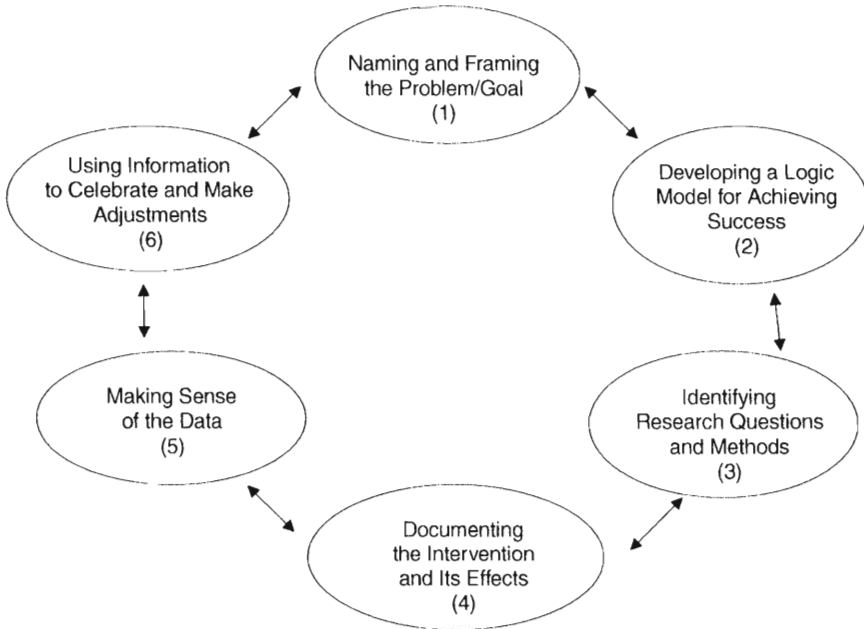 Naming and Framing
the Problem/Goal
(1)
Developing a Logic
Model for Achieving
Success
(2)
Identifying
Research Questions
and Methods
(3)
Documenting
the Intervention
and Its Effects
(4)
Making Sense
of the Data
(5)
Using Information
to Celebrate and Make
Adjustments
(6)